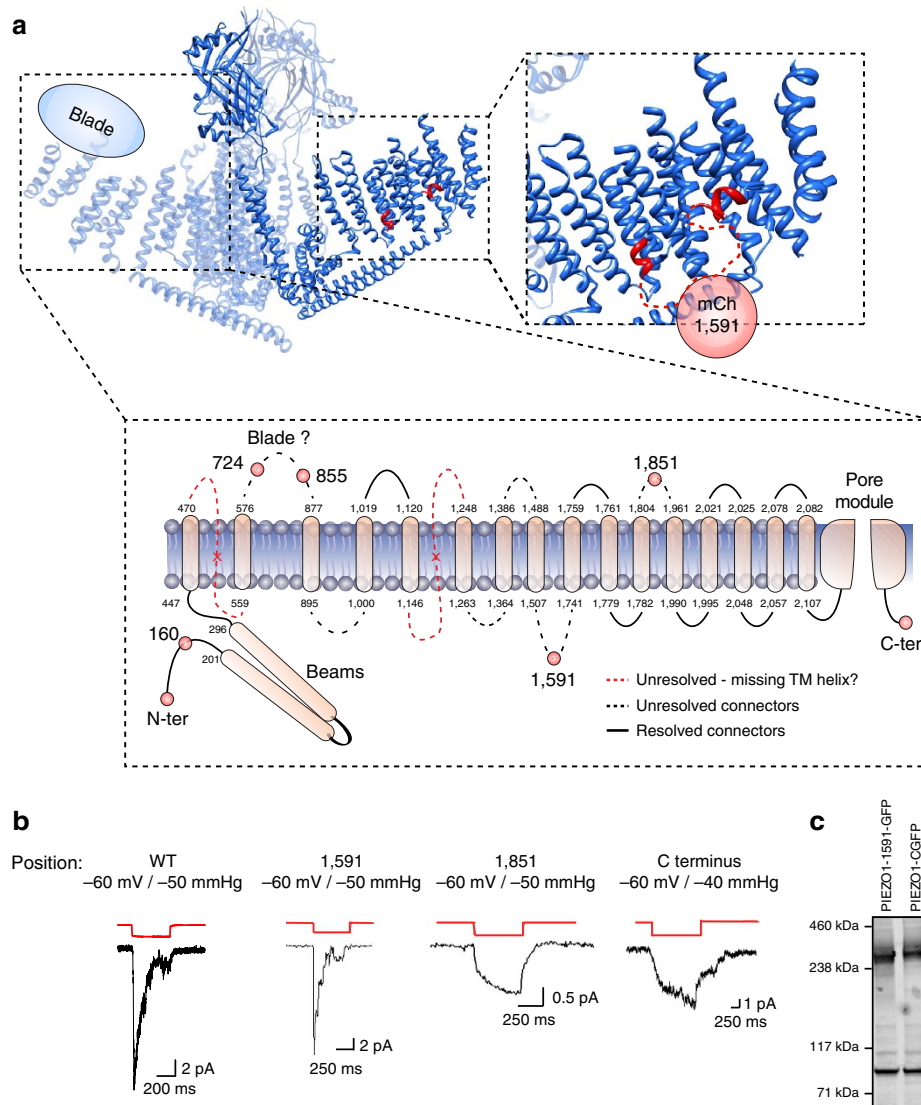 a
Blade
mCh
1,591
Blade ?
724
855
1,851
Pore
module
470
576
877
1,019
1,120
1,248
1,386
1,488
1,759
1,761
1,804
1,961
2,021
2,025
2,078
2,082
447
559
895
1,000
1,146
1,263
1,364
1,507
1,741
1,779
1,782
1,990
1,995
2,048
2,057
2,107
160
296
201
Beams
N-ter
1,591
C-ter
Unresolved - missing TM helix?
Unresolved connectors
Resolved connectors
b
c
Position:
WT
–60 mV / –50 mmHg
1,591
–60 mV / –50 mmHg
1,851
–60 mV / –50 mmHg
C terminus
–60 mV / –40 mmHg
2 pA
200 ms
2 pA
250 ms
0.5 pA
250 ms
1 pA
250 ms
PIEZO1-1591-GFP
PIEZO1-CGFP
460 kDa
238 kDa
117 kDa
71 kDa